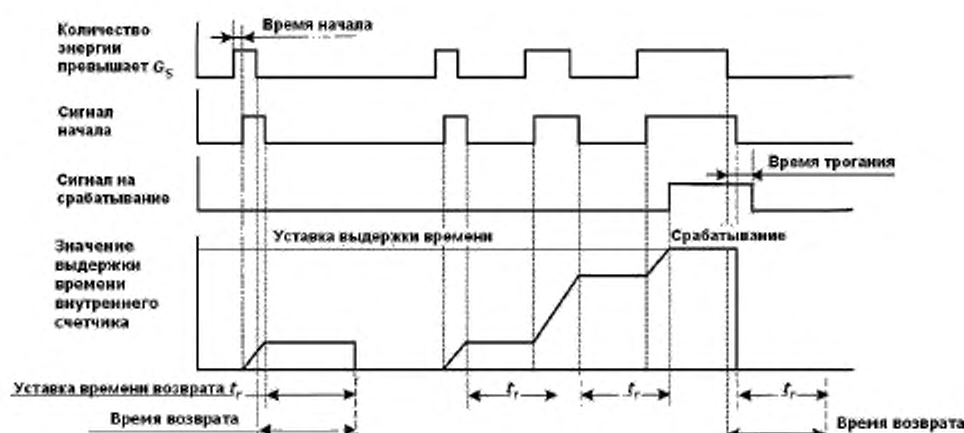 Количество
энергии
превышает G_S
Время начала
Сигнал
начала
Сигнал на
срабатывание
Время трогания
Значение
выдержки
времени
внутреннего
счетчика
Уставка выдержки времени
Срабатывание
Уставка времени возврата t_r
t_r
t_r
t_r
Время возврата
Время возврата